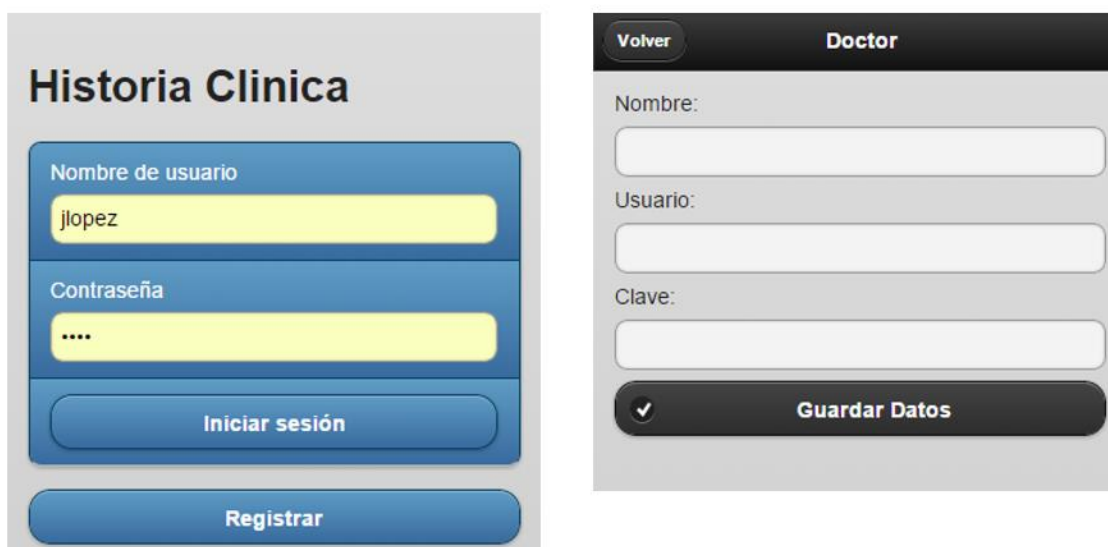 Historia Clinica
Nombre de usuario
jlopez
Contraseña
••••
Iniciar sesión
Registrar
Volver
Doctor
Nombre:
Usuario:
Clave:
Guardar Datos